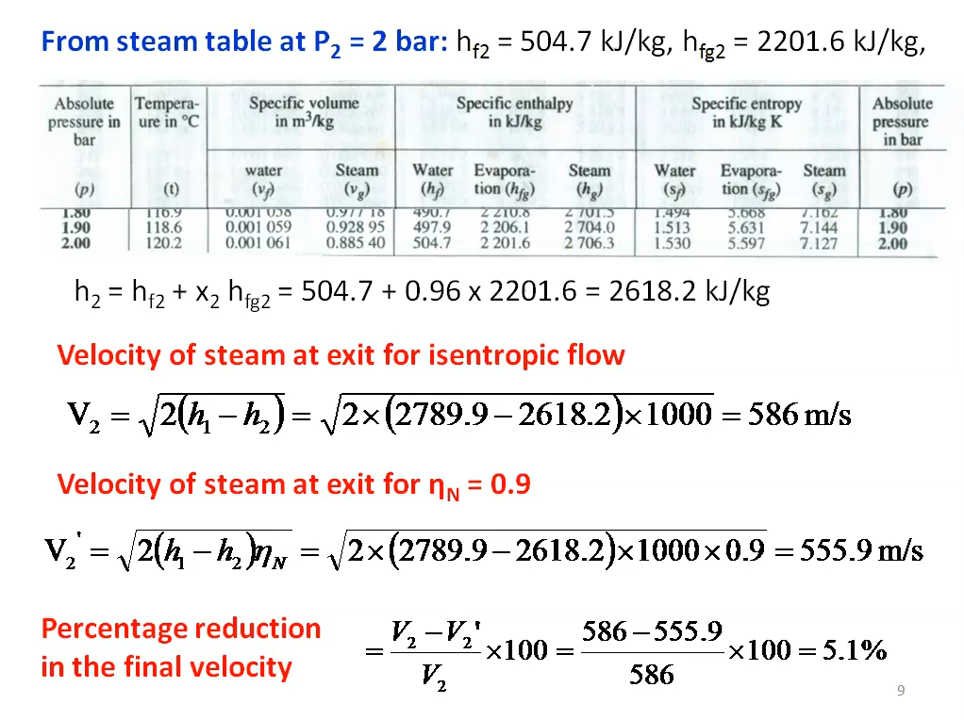 From steam table at P2 = 2 bar: hf2 = 504.7 kJ/kg, hfg2 = 2201.6 kJ/kg,
Absolute pressure in bar | Tempera- ture in °C | Specific volume in m³/kg | Specific enthalpy in kJ/kg | Specific entropy in kJ/kg K | Absolute pressure in bar
(p) | (t) | water (vf) | Steam (vg) | Water (hf) | Evapora- tion (hfg) | Steam (hg) | Water (sf) | Evapora- tion (sfg) | Steam (sg) | (p)
1.80 | 116.9 | 0.001 058 | 0.977 18 | 490.7 | 2 210.8 | 2 701.5 | 1.494 | 5.668 | 7.162 | 1.80
1.90 | 118.6 | 0.001 059 | 0.928 95 | 497.9 | 2 206.1 | 2 704.0 | 1.513 | 5.631 | 7.144 | 1.90
2.00 | 120.2 | 0.001 061 | 0.885 40 | 504.7 | 2 201.6 | 2 706.3 | 1.530 | 5.597 | 7.127 | 2.00
h2 = hf2 + x2 hfg2 = 504.7 + 0.96 x 2201.6 = 2618.2 kJ/kg
Velocity of steam at exit for isentropic flow
V2 = √2(h1 − h2) = √2×(2789.9 − 2618.2)×1000 = 586 m/s
Velocity of steam at exit for ηN = 0.9
V2' = √2(h1 − h2)ηN = √2×(2789.9 − 2618.2)×1000×0.9 = 555.9 m/s
Percentage reduction
in the final velocity
= (V2 − V2')/V2 ×100 = (586 − 555.9)/586 ×100 = 5.1%
9